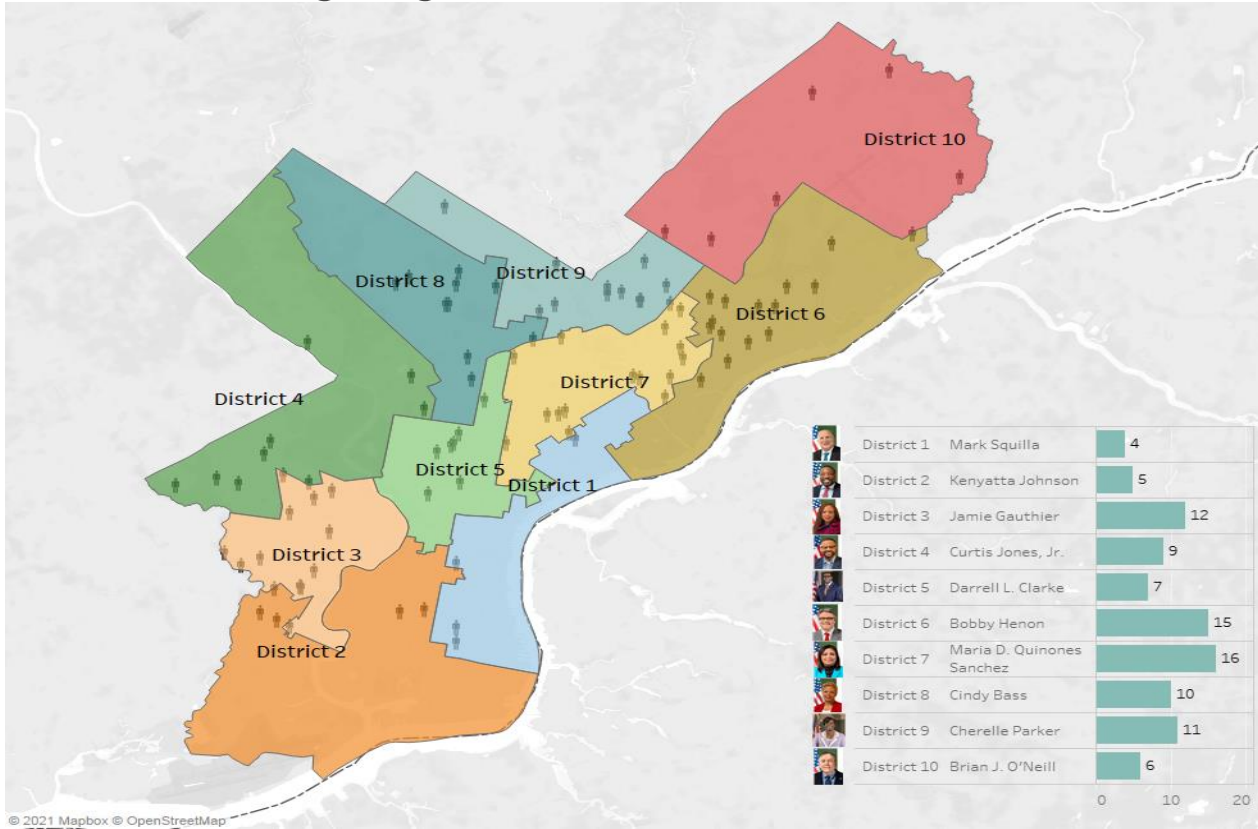 District 10
District 9
District 8
District 6
District 7
District 4
District 5
District 1
District 3
District 2
District 1 Mark Squilla 4
District 2 Kenyatta Johnson 5
District 3 Jamie Gauthier 12
District 4 Curtis Jones, Jr. 9
District 5 Darrell L. Clarke 7
District 6 Bobby Henon 15
District 7 Maria D. Quinones
Sanchez 16
District 8 Cindy Bass 10
District 9 Cherelle Parker 11
District 10 Brian J. O'Neill 6
0 10 20
© 2021 Mapbox © OpenStreetMap